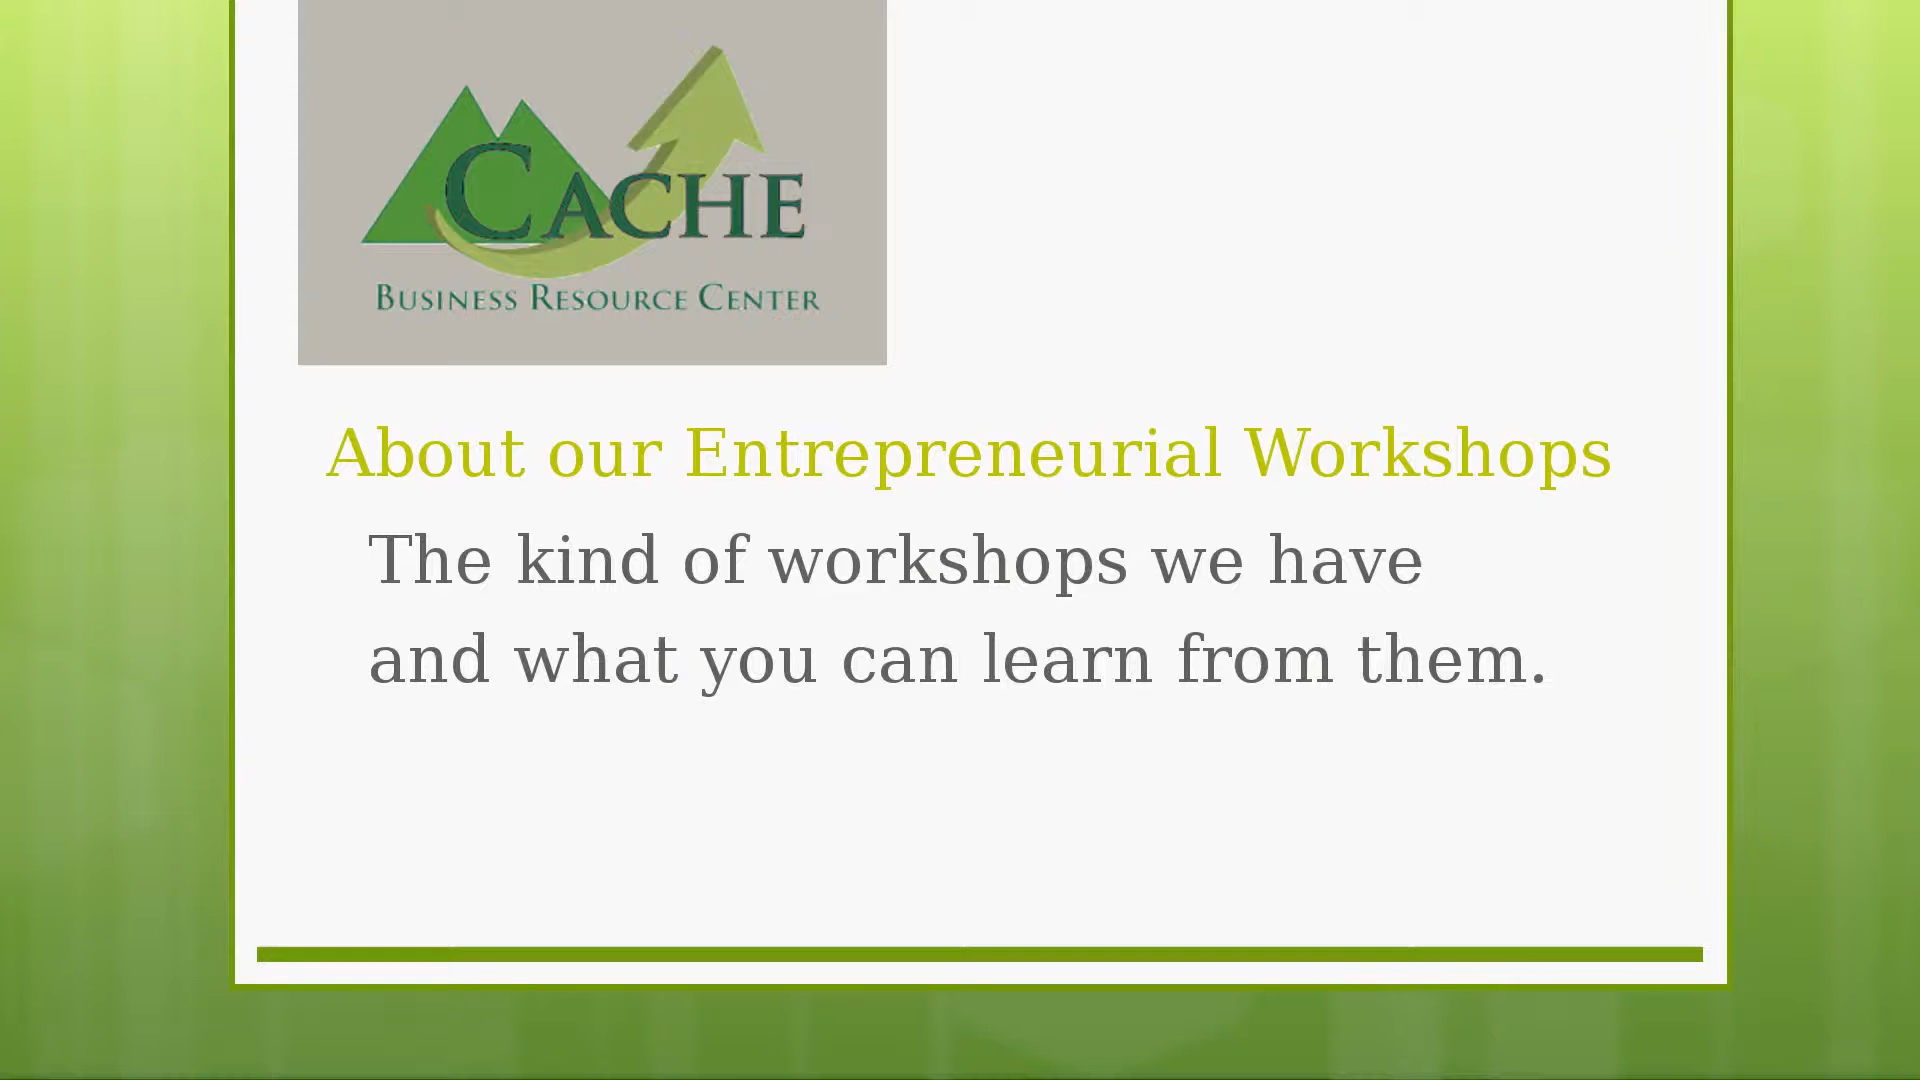 CACHE
BUSINESS RESOURCE CENTER
About our Entrepreneurial Workshops
The kind of workshops we have
and what you can learn from them.